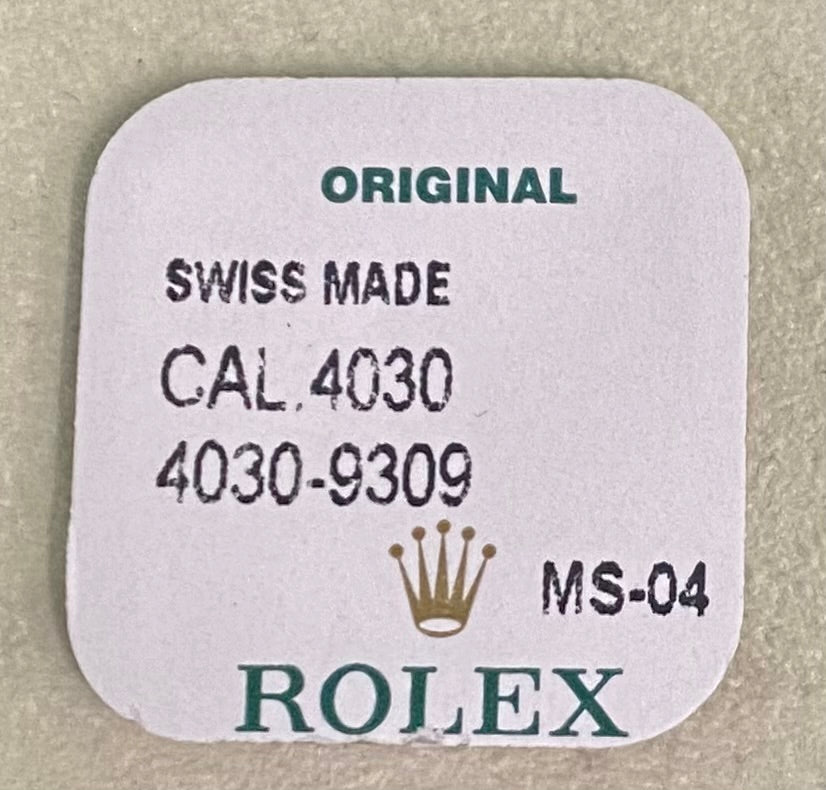 ORIGINAL
SWISS MADE
CAL.4030
4030-9309
MS-04
ROLEX